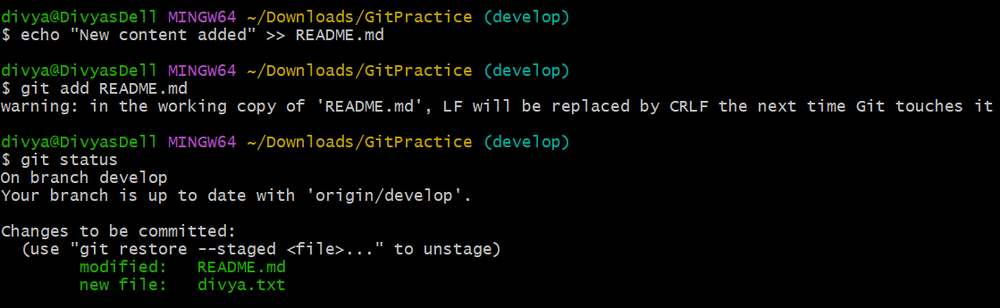 divya@DivyasDell MINGW64 ~/Downloads/GitPractice (develop)
$ echo "New content added" >> README.md

divya@DivyasDell MINGW64 ~/Downloads/GitPractice (develop)
$ git add README.md
warning: in the working copy of 'README.md', LF will be replaced by CRLF the next time Git touches it

divya@DivyasDell MINGW64 ~/Downloads/GitPractice (develop)
$ git status
On branch develop
Your branch is up to date with 'origin/develop'.

Changes to be committed:
  (use "git restore --staged <file>..." to unstage)
        modified:   README.md
        new file:   divya.txt